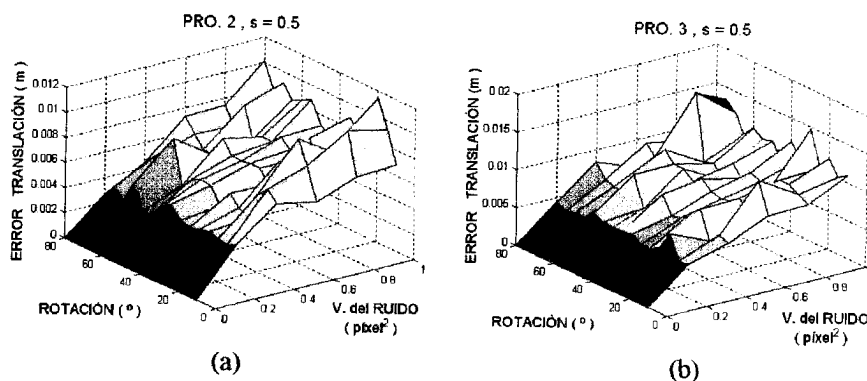 PRO. 2 , s = 0.5
ERROR TRANSLACIÓN ( m )
0.012
0.01
0.008
0.006
0.004
0.002
0
80
60
40
20
0
0
0.2
0.4
0.6
0.8
1
ROTACIÓN ( º )
V. del RUIDO
( pixel² )
(a)
PRO. 3 , s = 0.5
ERROR TRANSLACIÓN ( m )
0.02
0.015
0.01
0.005
0
80
60
40
20
0
0
0.2
0.4
0.6
0.8
ROTACIÓN ( º )
V. del RUIDO
( píxel² )
(b)